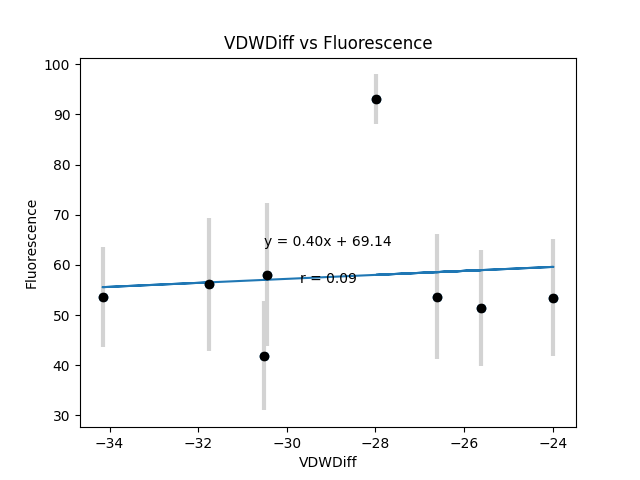 VDWDiff vs Fluorescence
100
90
80
70
60
50
40
30
Fluorescence
y = 0.40x + 69.14
r = 0.09
−34
−32
−30
−28
−26
−24
VDWDiff